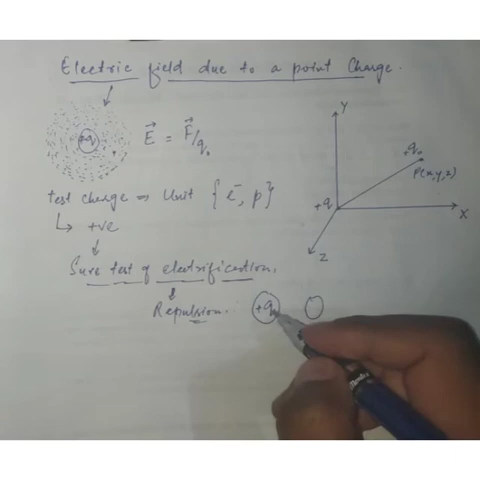 Electric field due to a point Charge.
+q
E⃗ = F⃗/q₀
test charge ⇒ Unit {e⁻, p}
↳ +ve
Sure test of electrification.
Repulsion.
+q
Y
+q₀
P(x,y,z)
+q
X
Z